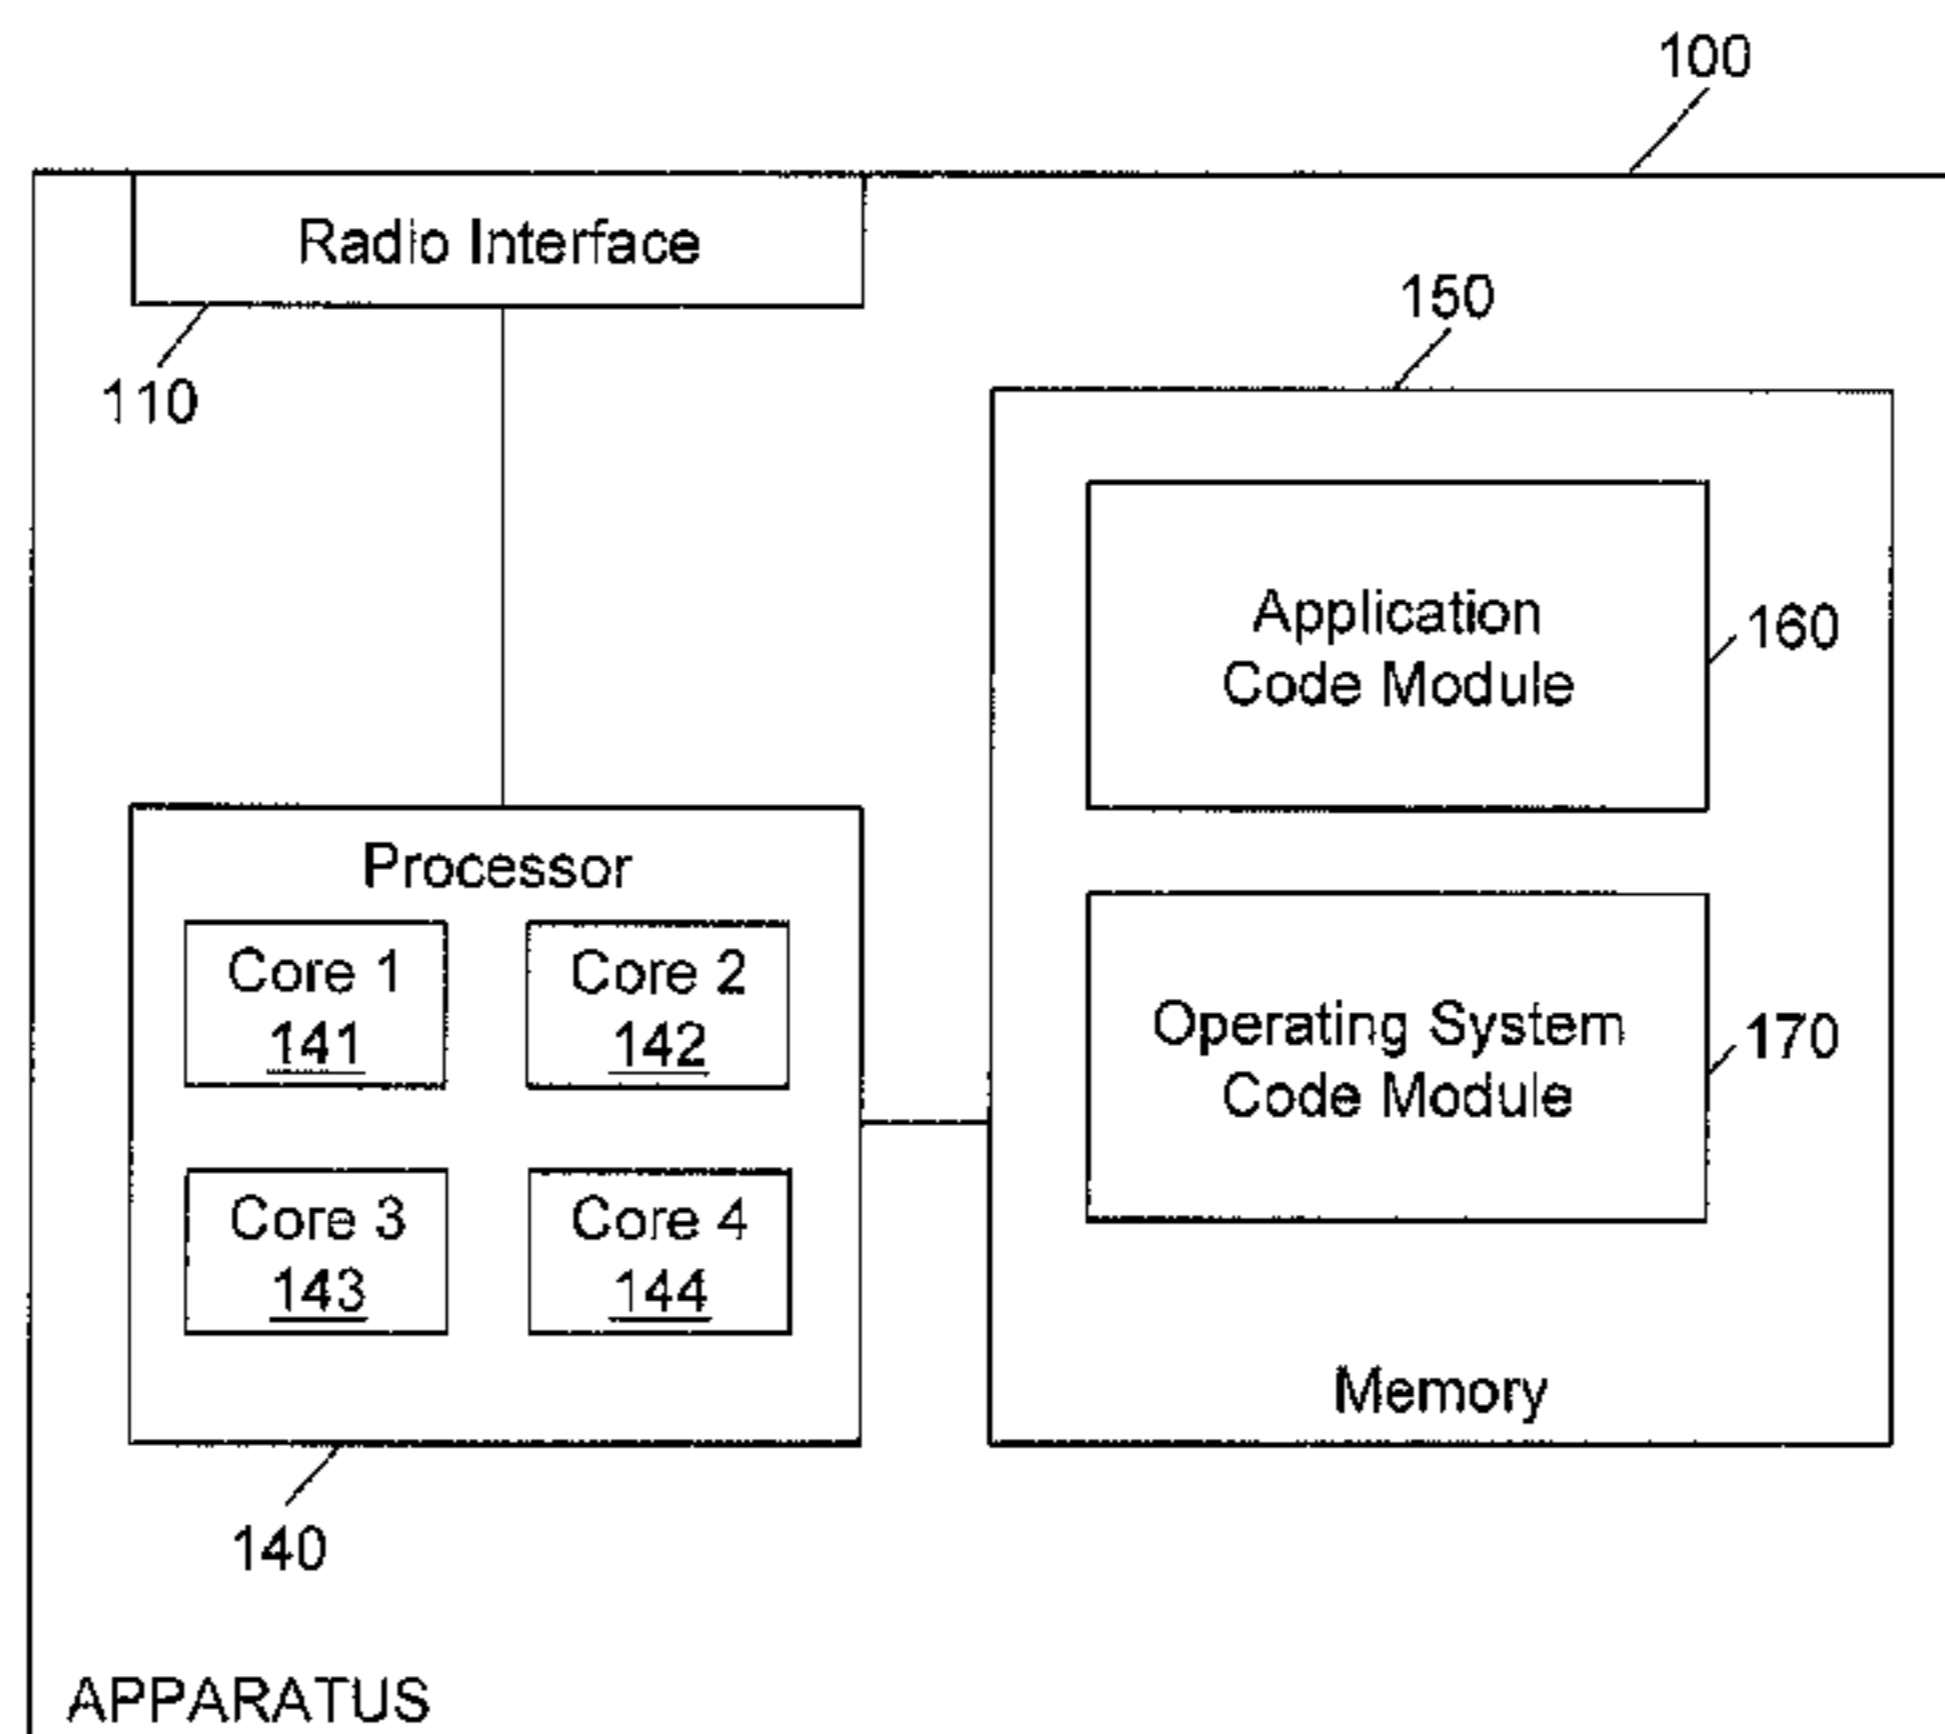 100
Radio Interface
110
150
Application
Code Module
160
Processor
Core 1
141
Core 2
142
Operating System
Code Module
170
Core 3
143
Core 4
144
Memory
140
APPARATUS